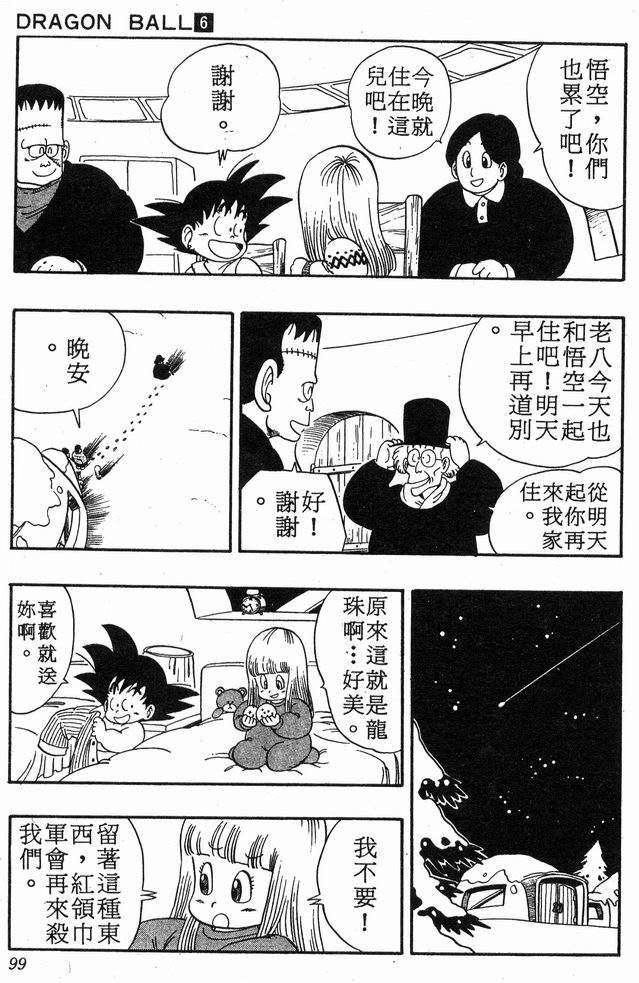 DRAGON BALL 6
悟空，你們
也累了吧！
今晚就
住在這
兒吧！
謝謝。
老八今天也
和悟空一起
住吧！明天
早上再道別
。
從明天
起你再
來我家
住。
好！
謝謝
。
晚安
。
原來這就是龍
珠啊…好美。
喜歡就送
妳啊。
我不要！
留著這種東
西，紅領巾
軍會再來殺
我們。
99